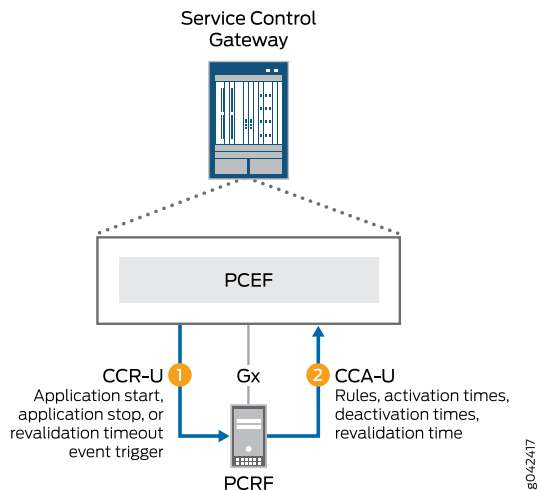 Service Control
Gateway
PCEF
1
CCR-U
Application start,
application stop, or
revalidation timeout
event trigger
Gx
2
CCA-U
Rules, activation times,
deactivation times,
revalidation time
PCRF
g042417